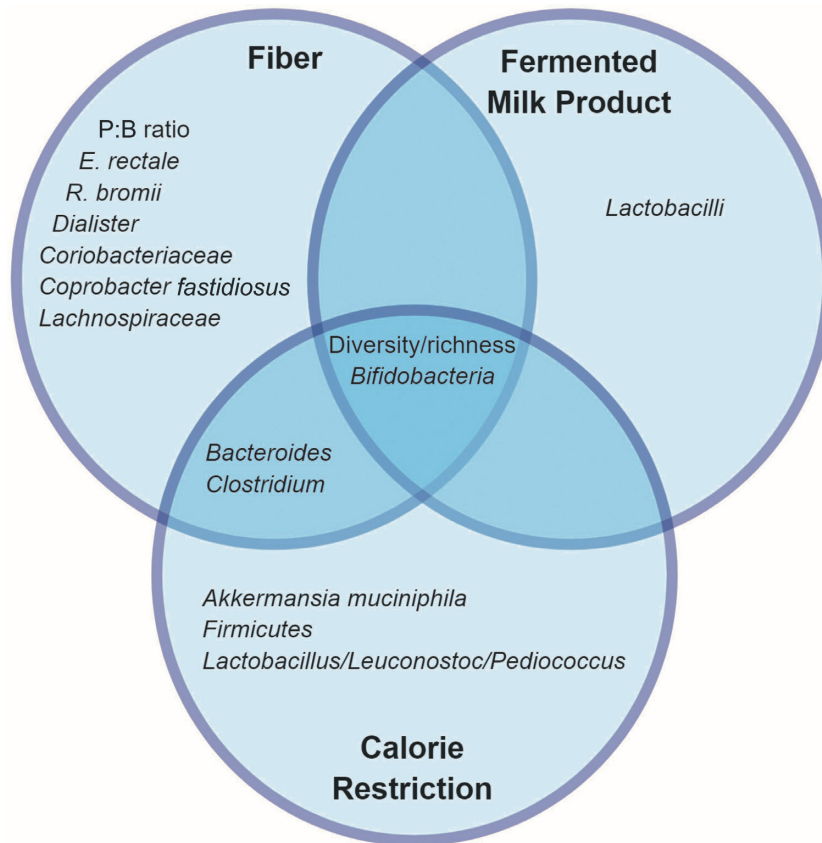 Fiber
Fermented
Milk Product
P:B ratio
E. rectale
R. bromii
Dialister
Coriobacteriaceae
Coprobacter fastidiosus
Lachnospiraceae
Lactobacilli
Diversity/richness
Bifidobacteria
Bacteroides
Clostridium
Akkermansia muciniphila
Firmicutes
Lactobacillus/Leuconostoc/Pediococcus
Calorie
Restriction